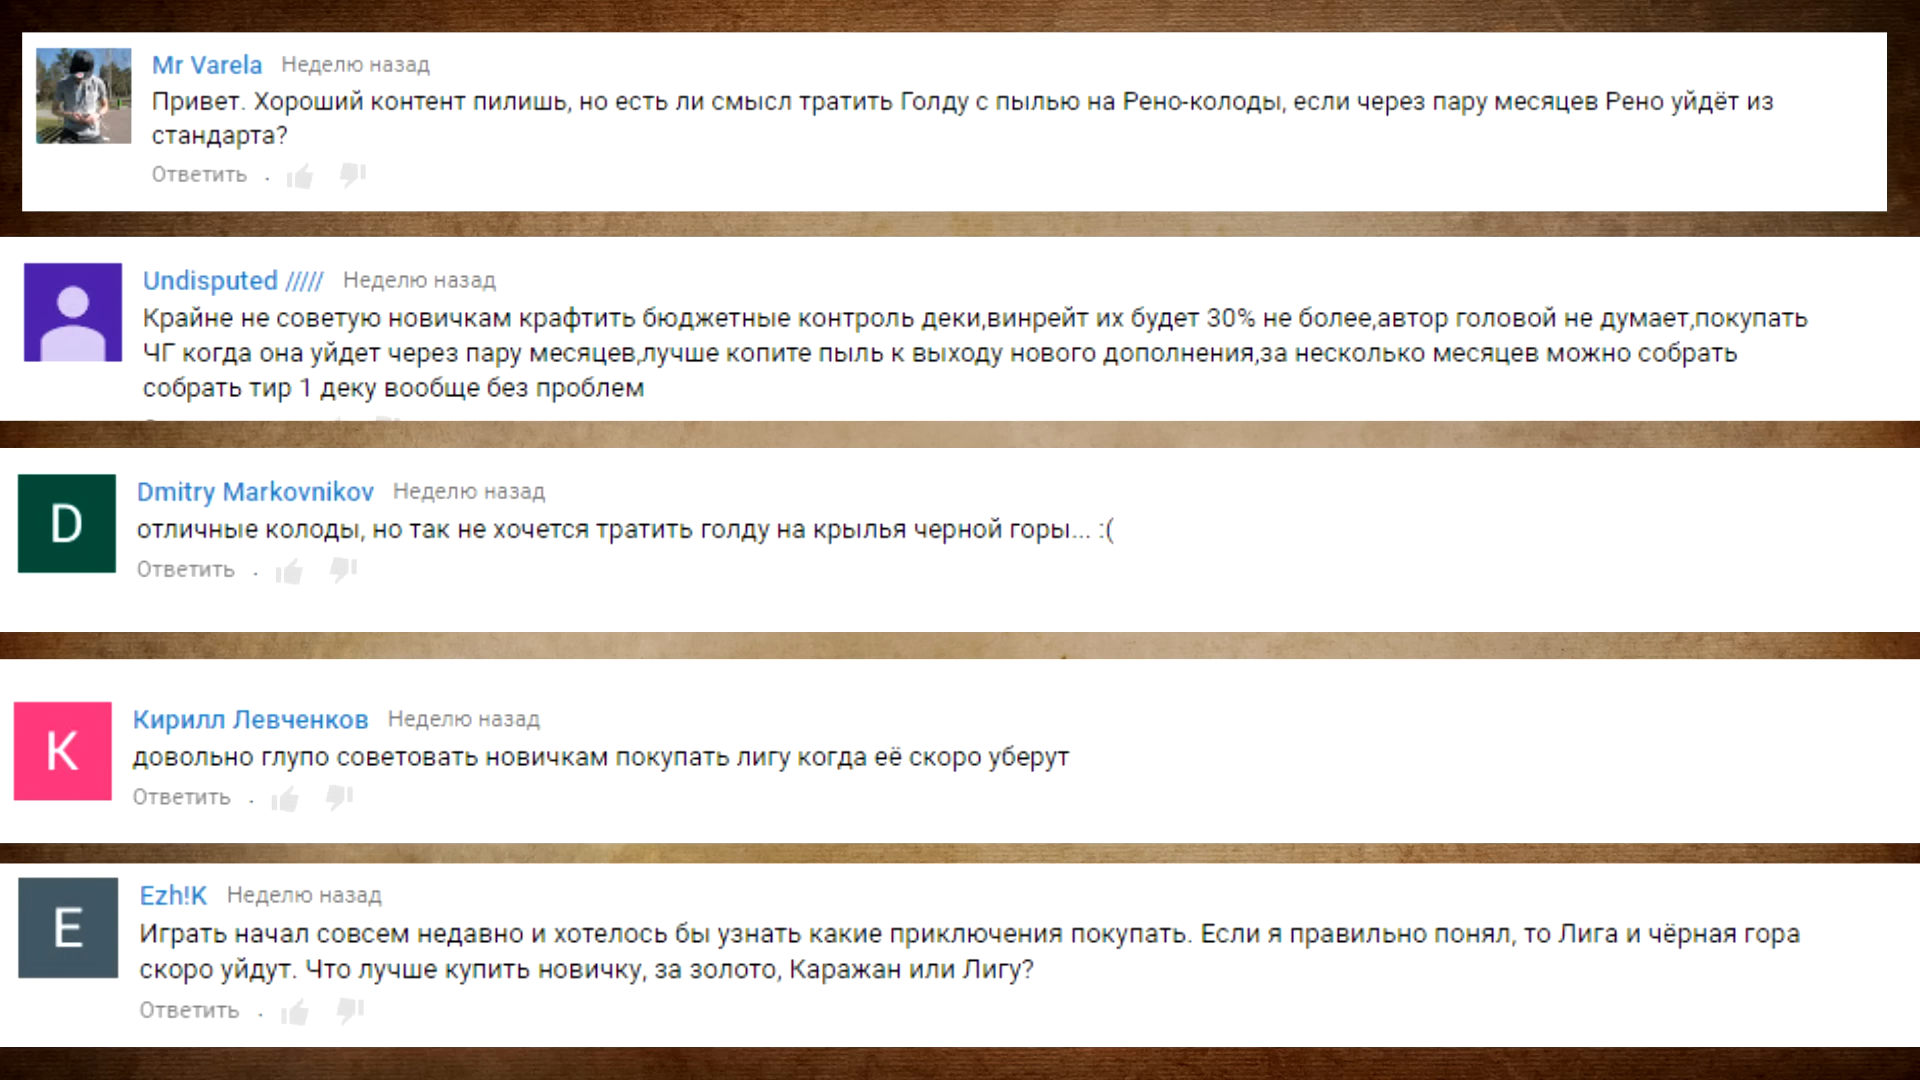 Mr Varela Неделю назад
Привет. Хороший контент пилишь, но есть ли смысл тратить Голду с пылью на Рено-колоды, если через пару месяцев Рено уйдёт из
стандарта?
Ответить .
Undisputed ///// Неделю назад
Крайне не советую новичкам крафтить бюджетные контроль деки,винрейт их будет 30% не более,автор головой не думает,покупать
ЧГ когда она уйдет через пару месяцев,лучше копите пыль к выходу нового дополнения,за несколько месяцев можно собрать
собрать тир 1 деку вообще без проблем
D
Dmitry Markovnikov Неделю назад
отличные колоды, но так не хочется тратить голду на крылья черной горы... :(
Ответить .
K
Кирилл Левченков Неделю назад
довольно глупо советовать новичкам покупать лигу когда её скоро уберут
Ответить .
E
Ezh!K Неделю назад
Играть начал совсем недавно и хотелось бы узнать какие приключения покупать. Если я правильно понял, то Лига и чёрная гора
скоро уйдут. Что лучше купить новичку, за золото, Каражан или Лигу?
Ответить .